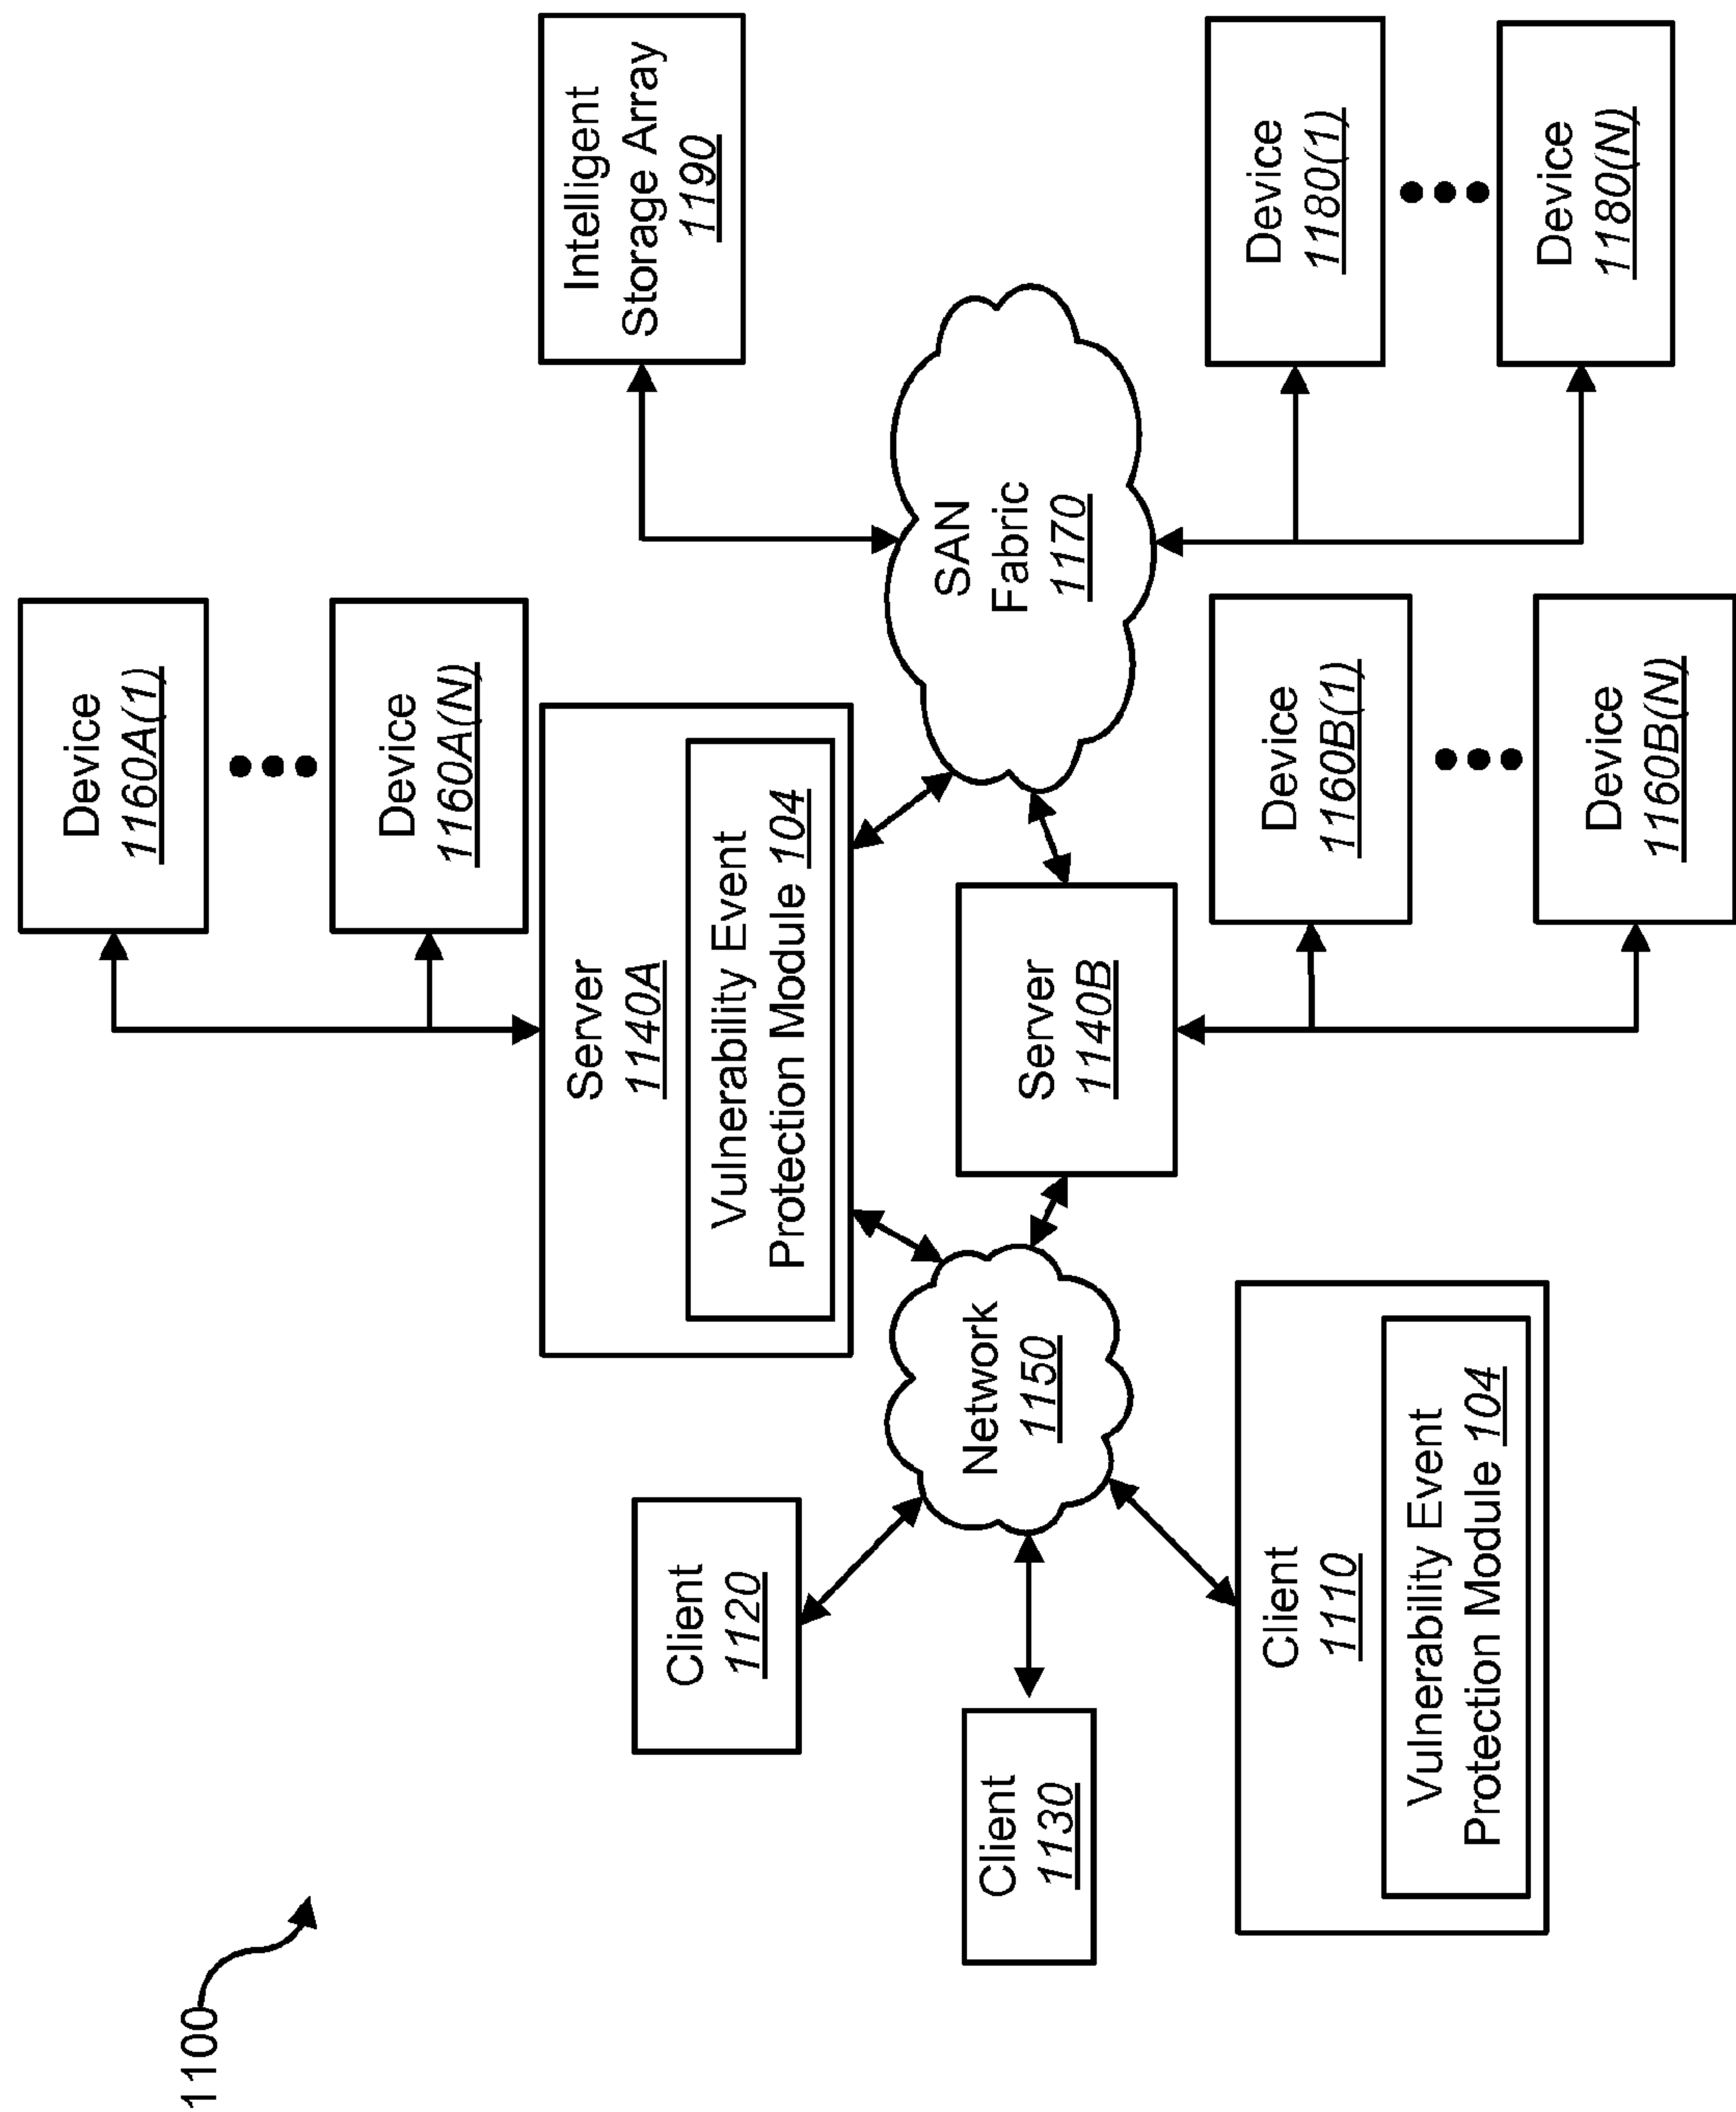 1100
Device
1160A(1)
Device
1160A(N)
Intelligent
Storage Array
1190
Server
1140A
Vulnerability Event
Protection Module 104
Client
1120
Client
1130
Network
1150
Server
1140B
SAN
Fabric
1170
Client
1110
Vulnerability Event
Protection Module 104
Device
1160B(1)
Device
1160B(N)
Device
1180(1)
Device
1180(N)